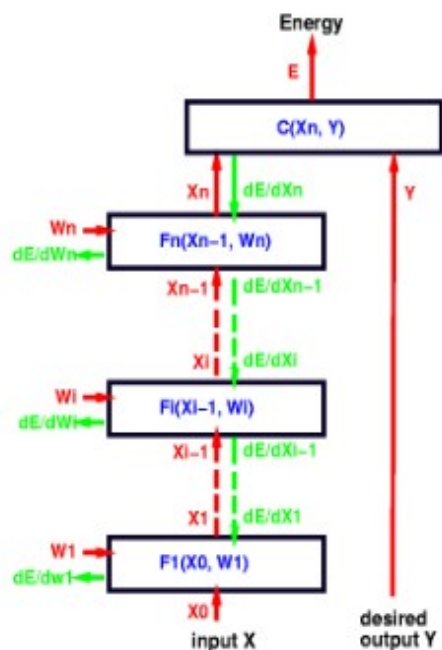 Energy
E
C(Xn, Y)
Xn
dE/dXn
Y
Wn
dE/dWn
Fn(Xn-1, Wn)
Xn-1
dE/dXn-1
Xi
dE/dXi
Wi
dE/dWi
Fi(Xi-1, Wi)
Xi-1
dE/dXi-1
X1
dE/dX1
W1
dE/dw1
F1(X0, W1)
X0
input X
desired
output Y